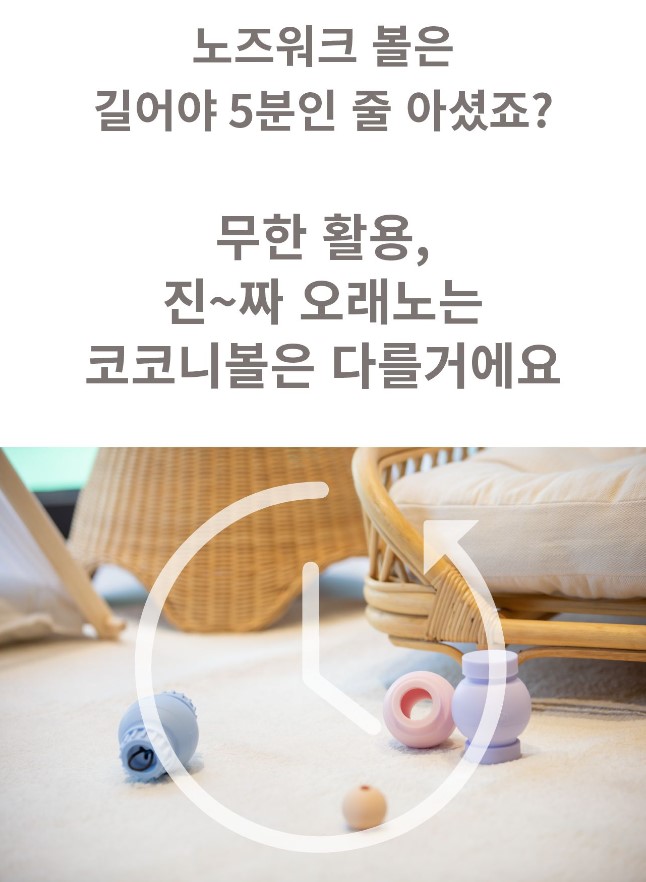 노즈워크 볼은
길어야 5분인 줄 아셨죠?
무한 활용,
진~짜 오래노는
코코니볼은 다를거에요